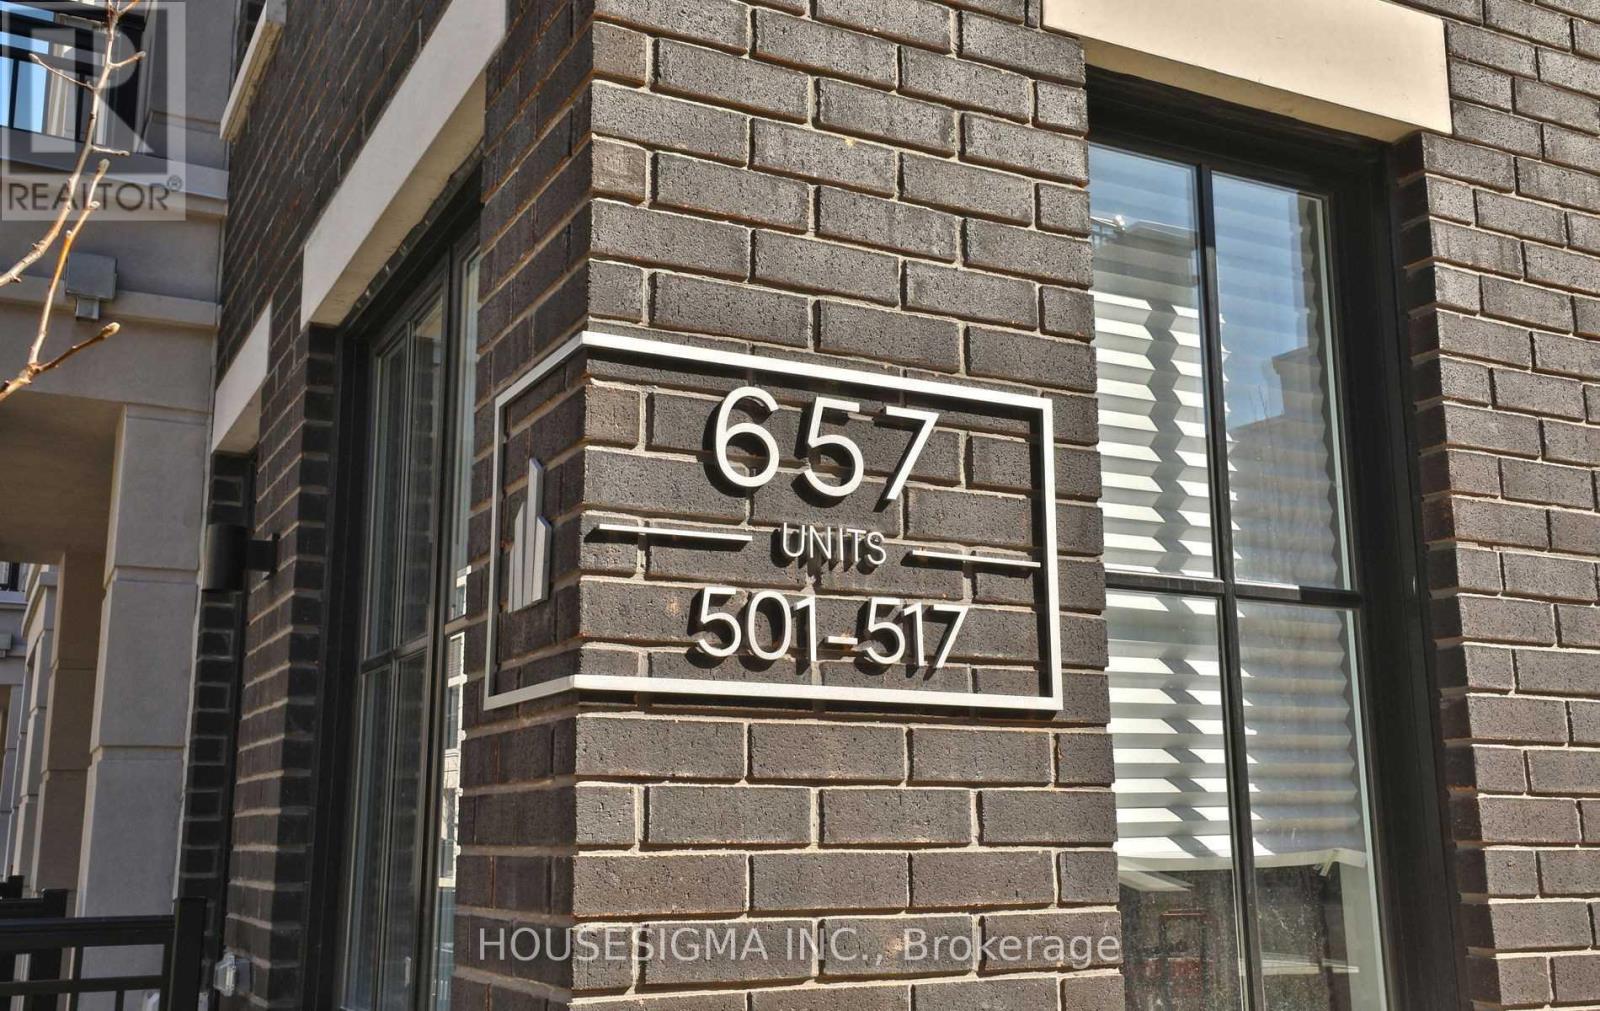 REALTOR®
657
UNITS
501-517
HOUSESIGMA INC., Brokerage